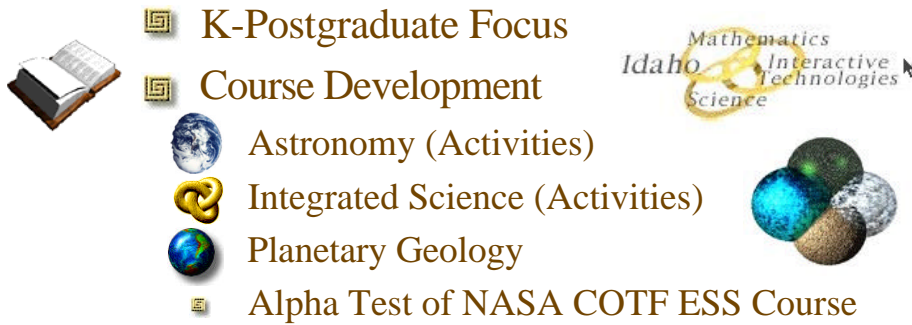 K-Postgraduate Focus
Mathematics
Idaho Interactive
Technologies
Science
Course Development
Astronomy (Activities)
Integrated Science (Activities)
Planetary Geology
Alpha Test of NASA COTF ESS Course